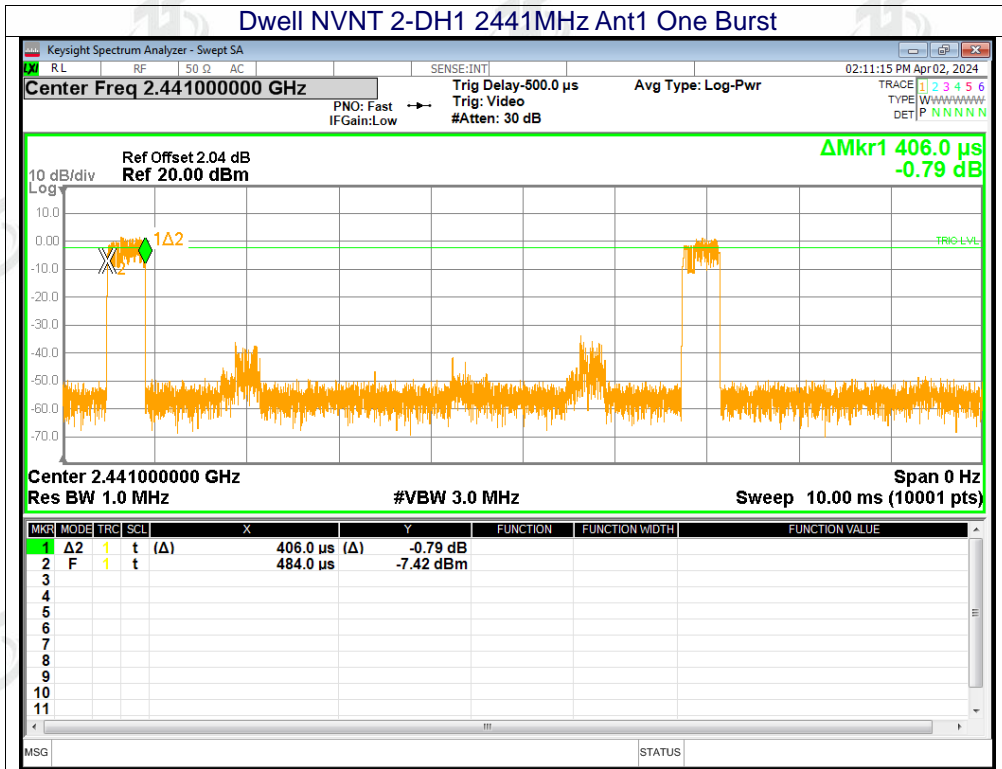 Dwell NVNT 2-DH1 2441MHz Ant1 One Burst
Keysight Spectrum Analyzer - Swept SA
LXI RL RF 50 Ω AC SENSE:INT 02:11:15 PM Apr 02, 2024
Center Freq 2.441000000 GHz Trig Delay-500.0 µs Avg Type: Log-Pwr TRACE 1 2 3 4 5 6
PNO: Fast Trig: Video TYPE WWWWWWW
IFGain:Low #Atten: 30 dB DET P N N N N N
ΔMkr1 406.0 µs
-0.79 dB
Ref Offset 2.04 dB
10 dB/div Ref 20.00 dBm
Log
10.0
0.00 1Δ2 TRIG LVL
-10.0 2
-20.0
-30.0
-40.0
-50.0
-60.0
-70.0
Center 2.441000000 GHz Span 0 Hz
Res BW 1.0 MHz #VBW 3.0 MHz Sweep 10.00 ms (10001 pts)
MKR MODE TRC SCL X Y FUNCTION FUNCTION WIDTH FUNCTION VALUE
1 Δ2 1 t (Δ) 406.0 µs (Δ) -0.79 dB
2 F 1 t 484.0 µs -7.42 dBm
3
4
5
6
7
8
9
10
11
MSG STATUS